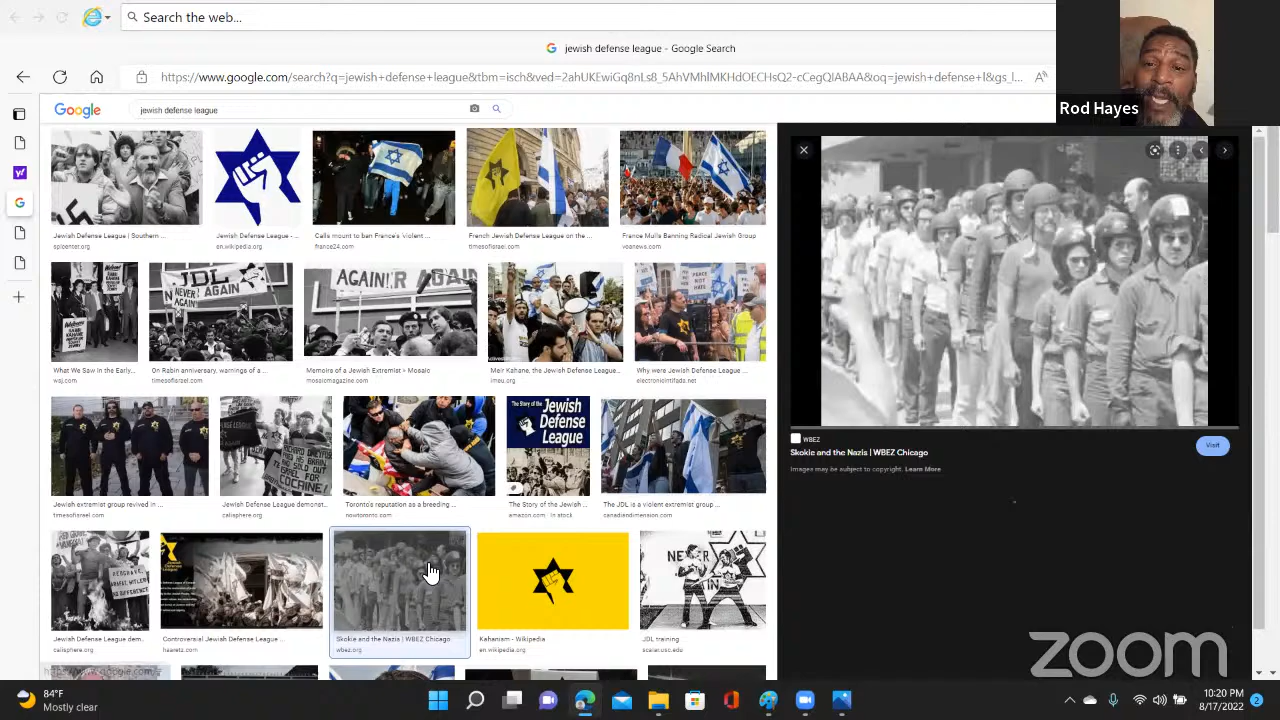 Search the web...
jewish defense league - Google Search
https://www.google.com/search?q=jewish+defense+league&tbm=isch&ved=2ahUKEwiGq8nLs8_5AhVMhlMKHdOECHsQ2-cCegQIABAA&oq=jewish+defense+l&gs_l...
Rod Hayes
Google
jewish defense league
Jewish Defense League | Southern ...
splcenter.org
Jewish Defense League - ...
en.wikipedia.org
Calls mount to ban France's 'violent ...
france24.com
French Jewish Defense League on the ...
timesofisrael.com
France Mulls Banning Radical Jewish Group
voanews.com
JDL
NEVER AGAIN
AGAIN!
What We Saw in the Early...
wsj.com
On Rabin anniversary, warnings of a ...
timesofisrael.com
Memoirs of a Jewish Extremist » Mosaic
mosaicmagazine.com
Meir Kahane, the Jewish Defense League...
imeu.org
Why were Jewish Defense League ...
electronicintifada.net
The Story of the
Jewish
Defense
League
Jewish extremist group revived in ...
timesofisrael.com
Jewish Defense League demonst...
calisphere.org
Toronto's reputation as a breeding ...
nowtoronto.com
The Story of the Jewish ...
amazon.com · In stock
The JDL is a violent extremist group ...
canadiandimension.com
Jewish Defense League dem...
calisphere.org
Controversial Jewish Defense League ...
haaretz.com
Skokie and the Nazis | WBEZ Chicago
wbez.org
Kahanism - Wikipedia
en.wikipedia.org
JDL training
scalar.usc.edu
WBEZ
Skokie and the Nazis | WBEZ Chicago
Visit
Images may be subject to copyright. Learn More
zoom
84°F
Mostly clear
10:20 PM
8/17/2022
2